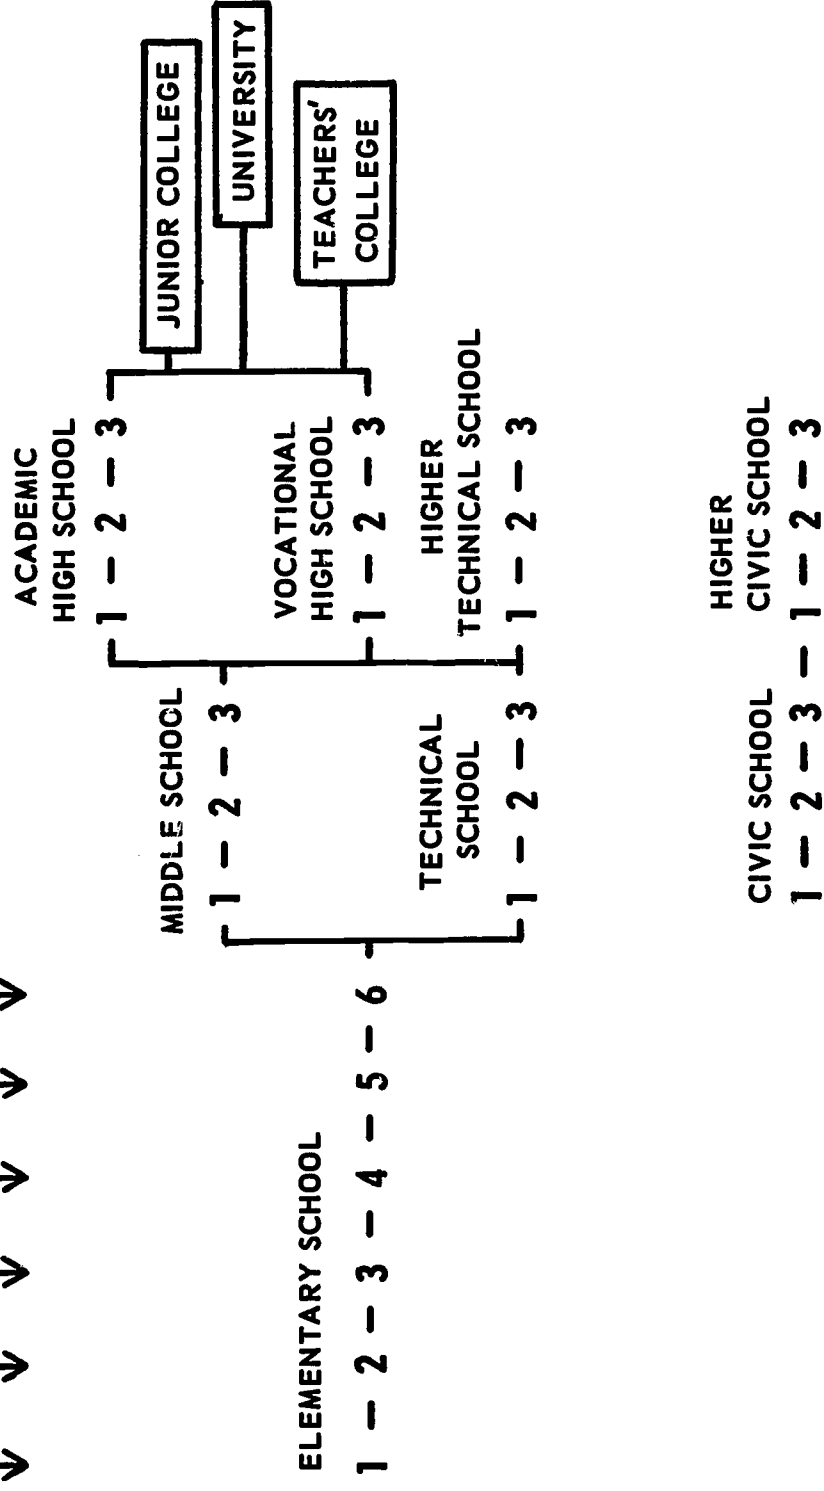 ELEMENTARY SCHOOL
1 – 2 – 3 – 4 – 5 – 6
MIDDLE SCHOOL
1 – 2 – 3
TECHNICAL
SCHOOL
1 – 2 – 3
ACADEMIC
HIGH SCHOOL
1 – 2 – 3
VOCATIONAL
HIGH SCHOOL
1 – 2 – 3
HIGHER
TECHNICAL SCHOOL
1 – 2 – 3
JUNIOR COLLEGE
UNIVERSITY
TEACHERS'
COLLEGE
CIVIC SCHOOL
HIGHER
CIVIC SCHOOL
1 – 2 – 3 – 1 – 2 – 3